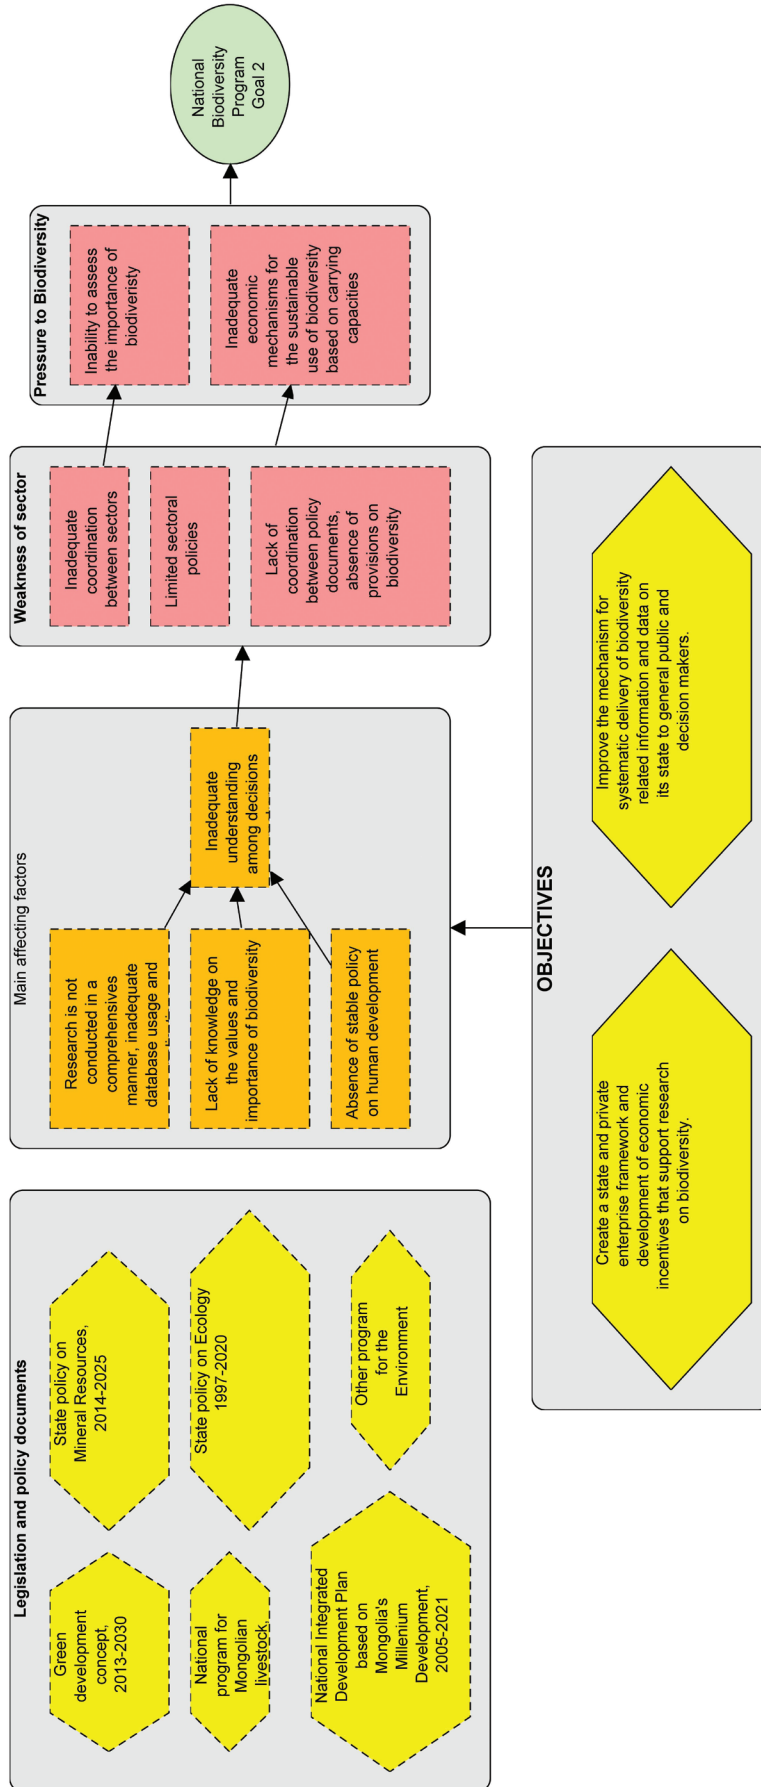 Legislation and policy documents
Green
development
concept,
2013-2030
State policy on
Mineral Resources,
2014-2025
National
program for
Mongolian
livestock,
State policy on Ecology
1997-2020
National Integrated
Development Plan
based on
Mongolia's
Millenium
Development,
2005-2021
Other program
for the
Environment
Main affecting factors
Research is not
conducted in a
comprehensives
manner, inadequate
database usage and
Lack of knowledge on
the values and
importance of biodiversity
Absence of stable policy
on human development
Inadequate
understanding
among decisions
Weakness of sector
Inadequate
coordination
between sectors
Limited sectoral
policies
Lack of
coordination
between policy
documents,
absence of
provisions on
biodiversity
Pressure to Biodiversity
Inability to assess
the importance of
biodiveristy
Inadequate
economic
mechanisms for
the sustainable
use of biodiversity
based on carrying
capacities
National
Biodiversity
Program
Goal 2
OBJECTIVES
Create a state and private
enterprise framework and
development of economic
incentives that support research
on biodiversity.
Improve the mechanism for
systematic delivery of biodiversity
related information and data on
its state to general public and
decision makers.